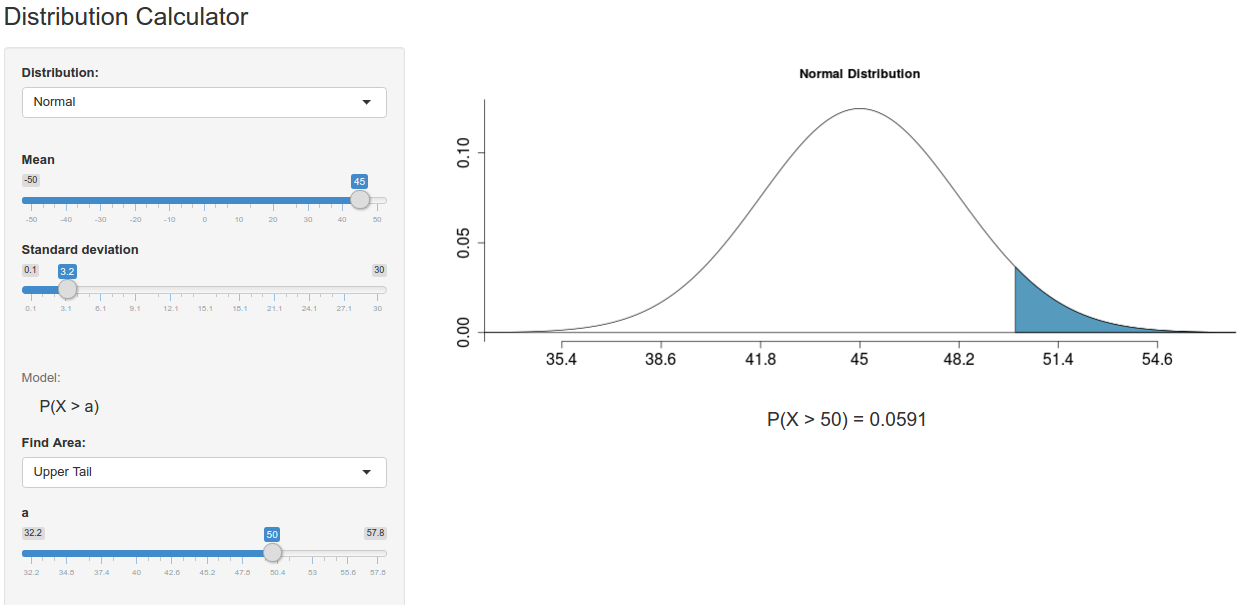 Distribution Calculator
Distribution:
Normal
Mean
-50 45
-50 -40 -30 -20 -10 0 10 20 30 40 50
Standard deviation
0.1 3.2 30
0.1 3.1 6.1 9.1 12.1 15.1 18.1 21.1 24.1 27.1 30
Model:
P(X > a)
Find Area:
Upper Tail
a
32.2 50 57.8
32.2 34.8 37.4 40 42.6 45.2 47.8 50.4 53 55.6 57.8
Normal Distribution
0.10
0.05
0.00
35.4 38.6 41.8 45 48.2 51.4 54.6
P(X > 50) = 0.0591